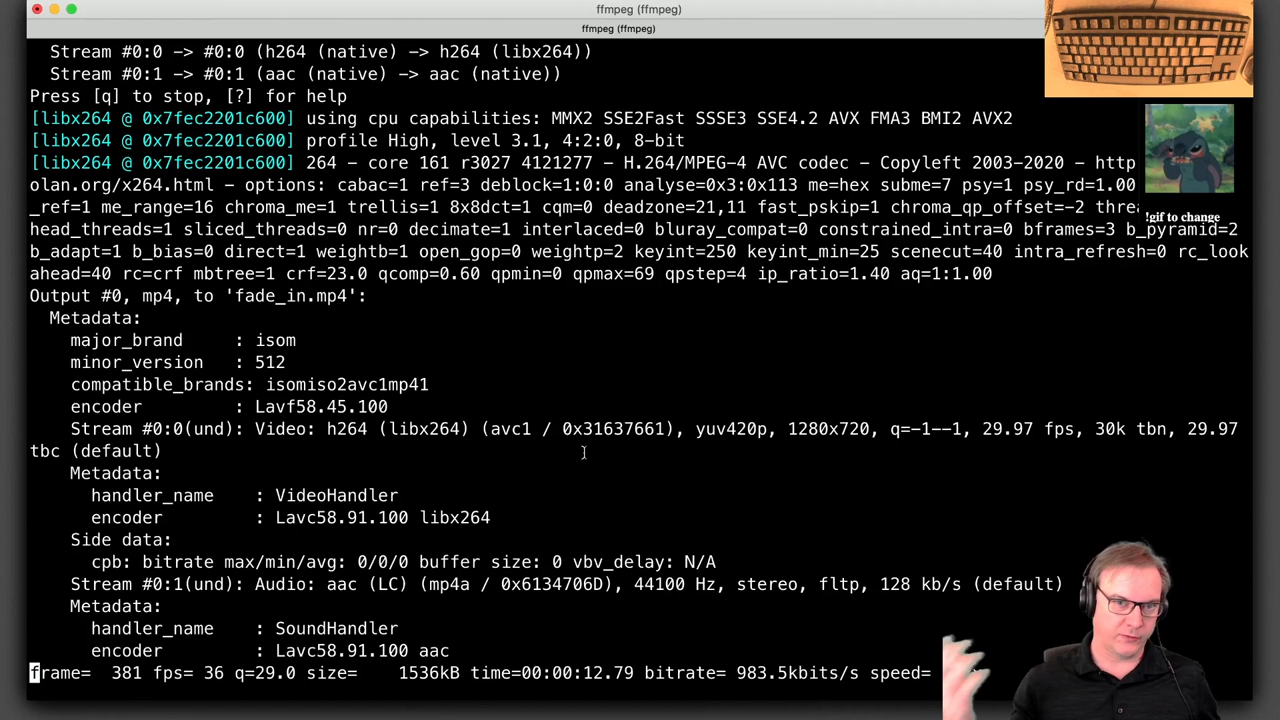 ffmpeg (ffmpeg)
ffmpeg (ffmpeg)
Stream #0:0 -> #0:0 (h264 (native) -> h264 (libx264))
Stream #0:1 -> #0:1 (aac (native) -> aac (native))
Press [q] to stop, [?] for help
[libx264 @ 0x7fec2201c600] using cpu capabilities: MMX2 SSE2Fast SSSE3 SSE4.2 AVX FMA3 BMI2 AVX2
[libx264 @ 0x7fec2201c600] profile High, level 3.1, 4:2:0, 8-bit
[libx264 @ 0x7fec2201c600] 264 - core 161 r3027 4121277 - H.264/MPEG-4 AVC codec - Copyleft 2003-2020 - http
olan.org/x264.html - options: cabac=1 ref=3 deblock=1:0:0 analyse=0x3:0x113 me=hex subme=7 psy=1 psy_rd=1.00
_ref=1 me_range=16 chroma_me=1 trellis=1 8x8dct=1 cqm=0 deadzone=21,11 fast_pskip=1 chroma_qp_offset=-2 threa
!gif to change
head_threads=1 sliced_threads=0 nr=0 decimate=1 interlaced=0 bluray_compat=0 constrained_intra=0 bframes=3 b_pyramid=2
b_adapt=1 b_bias=0 direct=1 weightb=1 open_gop=0 weightp=2 keyint=250 keyint_min=25 scenecut=40 intra_refresh=0 rc_look
ahead=40 rc=crf mbtree=1 crf=23.0 qcomp=0.60 qpmin=0 qpmax=69 qpstep=4 ip_ratio=1.40 aq=1:1.00
Output #0, mp4, to 'fade_in.mp4':
Metadata:
major_brand : isom
minor_version : 512
compatible_brands: isomiso2avc1mp41
encoder : Lavf58.45.100
Stream #0:0(und): Video: h264 (libx264) (avc1 / 0x31637661), yuv420p, 1280x720, q=-1--1, 29.97 fps, 30k tbn, 29.97
tbc (default)
Metadata:
handler_name : VideoHandler
encoder : Lavc58.91.100 libx264
Side data:
cpb: bitrate max/min/avg: 0/0/0 buffer size: 0 vbv_delay: N/A
Stream #0:1(und): Audio: aac (LC) (mp4a / 0x6134706D), 44100 Hz, stereo, fltp, 128 kb/s (default)
Metadata:
handler_name : SoundHandler
encoder : Lavc58.91.100 aac
frame= 381 fps= 36 q=29.0 size= 1536kB time=00:00:12.79 bitrate= 983.5kbits/s speed=